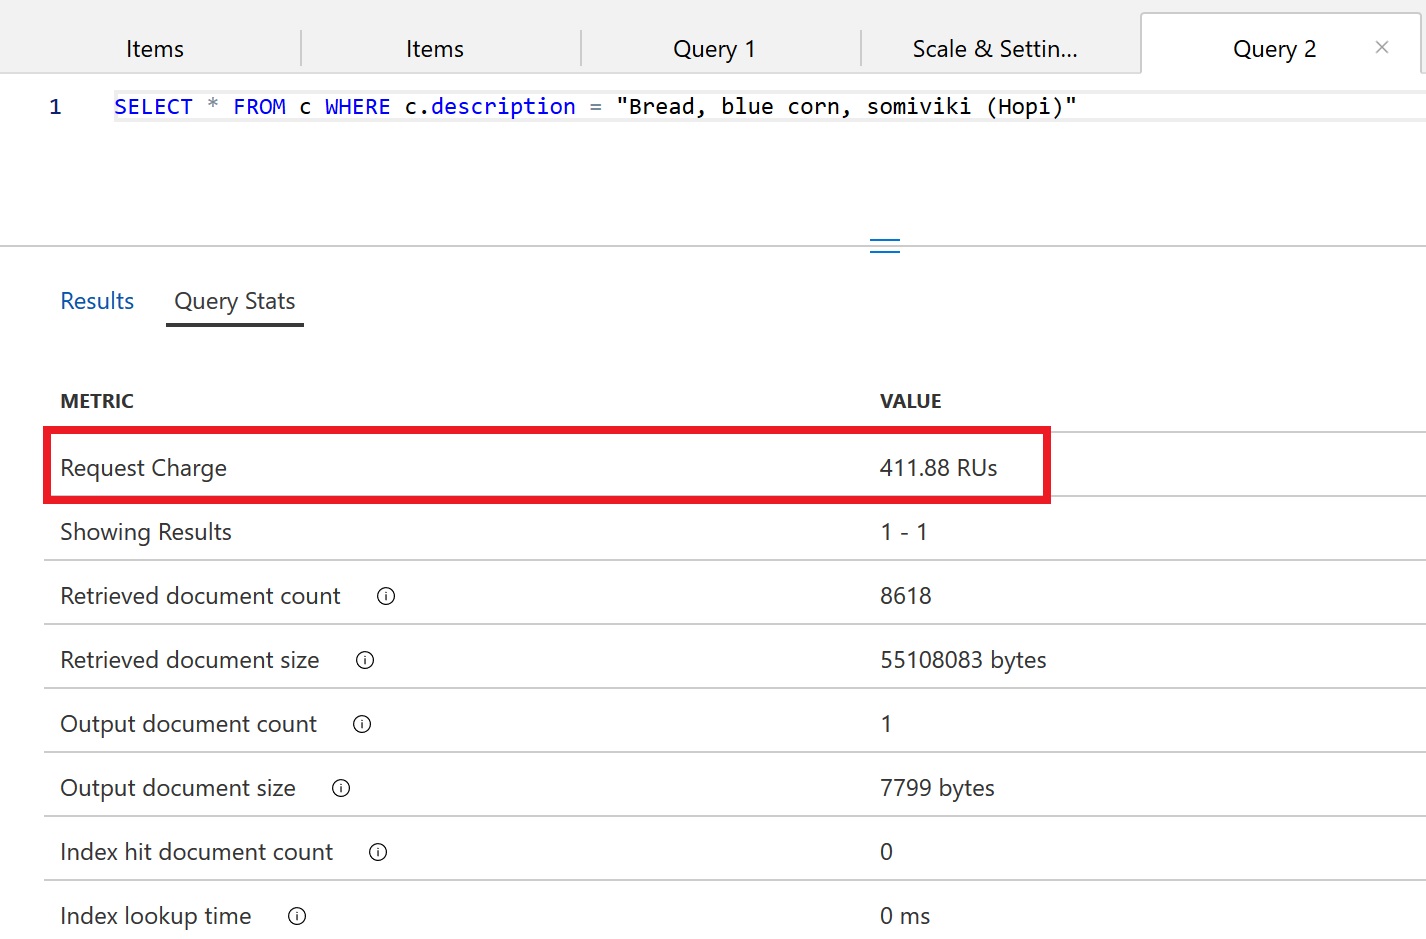 Items Items Query 1 Scale & Settin... Query 2
1 SELECT * FROM c WHERE c.description = "Bread, blue corn, somiviki (Hopi)"
Results Query Stats
METRIC VALUE
Request Charge 411.88 RUs
Showing Results 1 - 1
Retrieved document count 8618
Retrieved document size 55108083 bytes
Output document count 1
Output document size 7799 bytes
Index hit document count 0
Index lookup time 0 ms